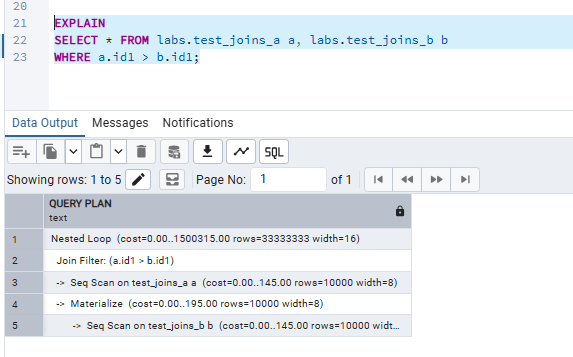 20
21 EXPLAIN
22 SELECT * FROM labs.test_joins_a a, labs.test_joins_b b
23 WHERE a.id1 > b.id1;
Data Output Messages Notifications
SQL
Showing rows: 1 to 5 Page No: 1 of 1
QUERY PLAN
text
1 Nested Loop (cost=0.00..1500315.00 rows=33333333 width=16)
2 Join Filter: (a.id1 > b.id1)
3 -> Seq Scan on test_joins_a a (cost=0.00..145.00 rows=10000 width=8)
4 -> Materialize (cost=0.00..195.00 rows=10000 width=8)
5 -> Seq Scan on test_joins_b b (cost=0.00..145.00 rows=10000 widt...